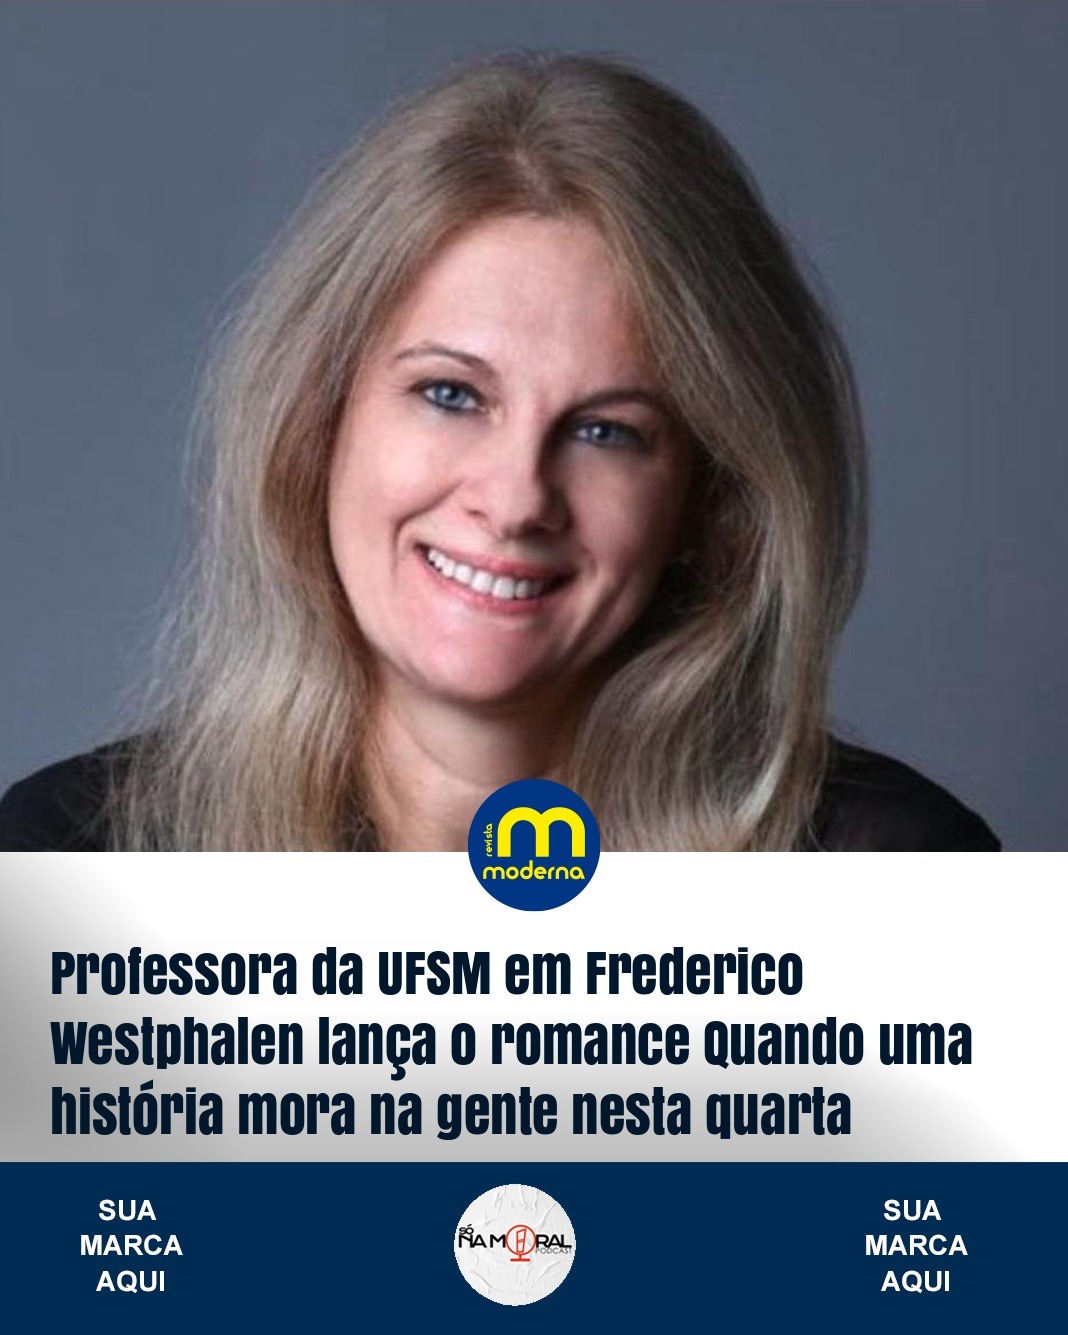 revista
moderna
Professora da UFSM em Frederico
Westphalen lança o romance Quando uma
história mora na gente nesta quarta
SUA
MARCA
AQUI
SÓ
NA MORAL
PODCAST
SUA
MARCA
AQUI